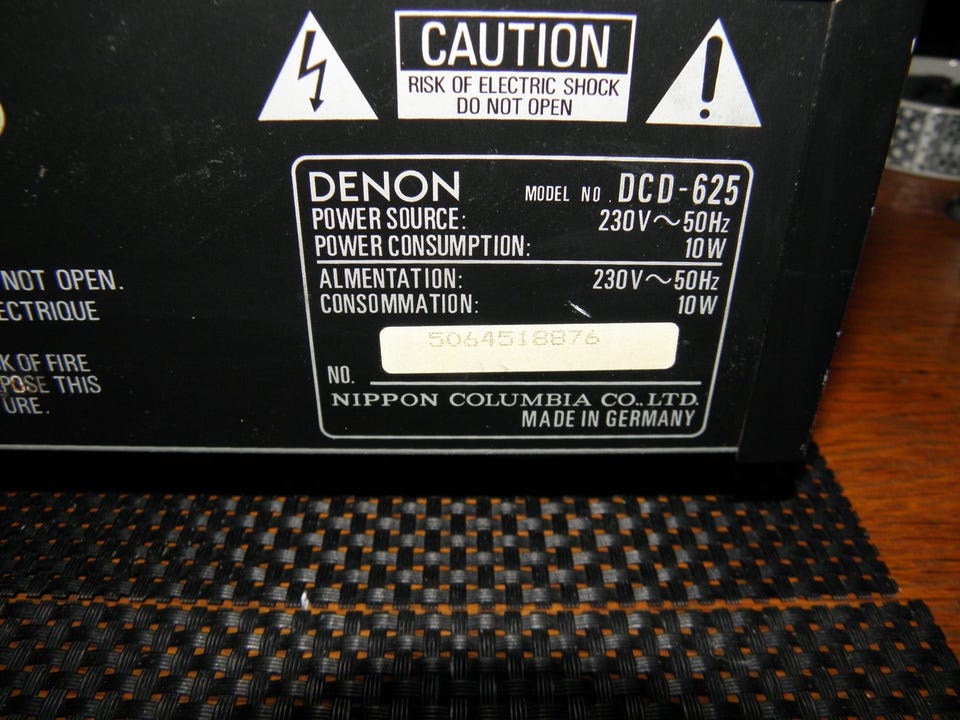 CAUTION
RISK OF ELECTRIC SHOCK
DO NOT OPEN
DENON MODEL NO. DCD-625
POWER SOURCE: 230V～50Hz
POWER CONSUMPTION: 10W
ALMENTATION: 230V～50Hz
CONSOMMATION: 10W
5064518876
NO.
NIPPON COLUMBIA CO.,LTD.
MADE IN GERMANY
NOT OPEN.
ECTRIQUE
K OF FIRE
POSE THIS
URE.